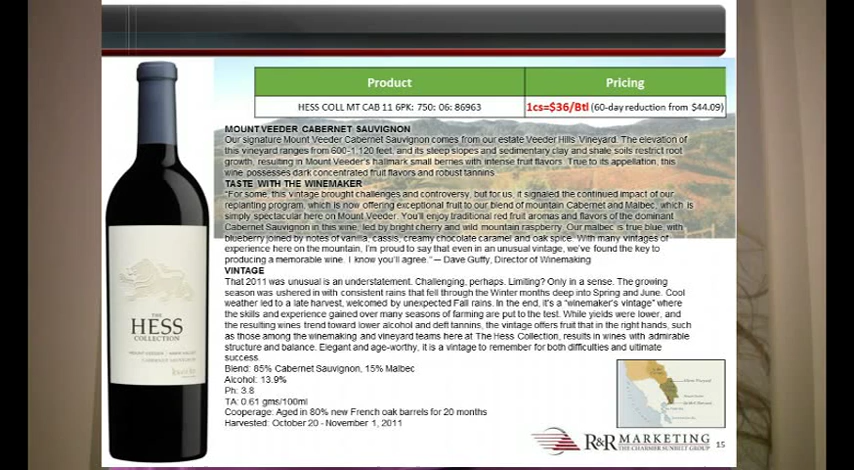 Product Pricing
HESS COLL MT CAB 11 6PK: 750: 06: 86963 1cs=$36/Btl (60-day reduction from $44.09)
MOUNT VEEDER CABERNET SAUVIGNON
Our signature Mount Veeder Cabernet Sauvignon comes from our estate Veeder Hills Vineyard. The elevation of
this vineyard ranges from 600-1,120 feet, and its steep slopes and sedimentary clay and shale soils restrict root
growth, resulting in Mount Veeder's hallmark small berries with intense fruit flavors. True to its appellation, this
wine possesses dark concentrated fruit flavors and robust tannins.
TASTE WITH THE WINEMAKER
"For some, this vintage brought challenges and controversy, but for us, it signaled the continued impact of our
replanting program, which is now offering exceptional fruit to our blend of mountain Cabernet and Malbec, which is
simply spectacular here on Mount Veeder. You'll enjoy traditional red fruit aromas and flavors of the dominant
Cabernet Sauvignon in this wine, led by bright cherry and wild mountain raspberry. Our malbec is true blue, with
blueberry joined by notes of vanilla, cassis, creamy chocolate caramel and oak spice. With many vintages of
experience here on the mountain, I'm proud to say that even in an unusual vintage, we've found the key to
producing a memorable wine. I know you'll agree." — Dave Guffy, Director of Winemaking
VINTAGE
That 2011 was unusual is an understatement. Challenging, perhaps. Limiting? Only in a sense. The growing
season was ushered in with consistent rains that fell through the Winter months deep into Spring and June. Cool
weather led to a late harvest, welcomed by unexpected Fall rains. In the end, it's a "winemaker's vintage" where
the skills and experience gained over many seasons of farming are put to the test. While yields were lower, and
the resulting wines trend toward lower alcohol and deft tannins, the vintage offers fruit that in the right hands, such
as those among the winemaking and vineyard teams here at The Hess Collection, results in wines with admirable
structure and balance. Elegant and age-worthy, it is a vintage to remember for both difficulties and ultimate
success.
Blend: 85% Cabernet Sauvignon, 15% Malbec
Alcohol: 13.9%
Ph: 3.8
TA: 0.61 gms/100ml
Cooperage: Aged in 80% new French oak barrels for 20 months
Harvested: October 20 - November 1, 2011
THE
HESS
COLLECTION
R&R MARKETING
THE CHARMER SUNBELT GROUP
15